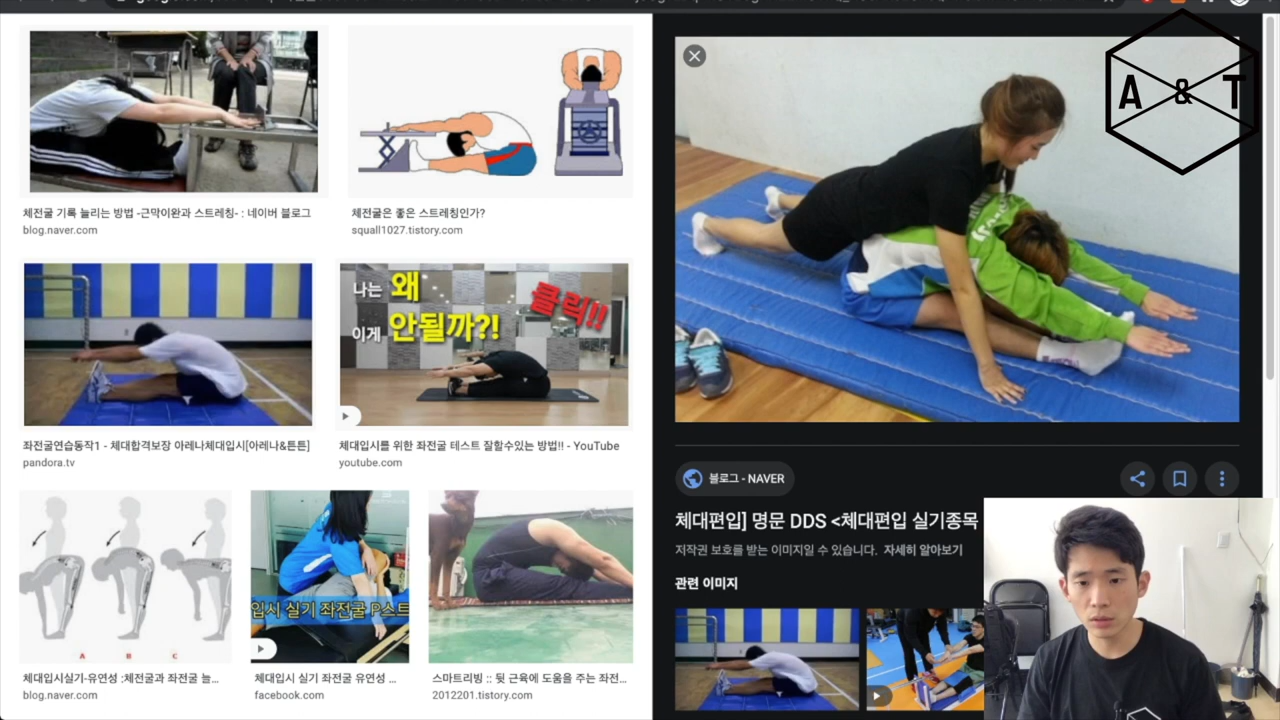 체전굴 기록 늘리는 방법 -근막이완과 스트레칭- : 네이버 블로그
blog.naver.com
체전굴은 좋은 스트레칭인가?
squall1027.tistory.com
나는 왜
이게 안될까?!
클릭!!
좌전굴연습동작1 - 체대합격보장 아레나체대입시[아레나&튼튼]
pandora.tv
체대입시를 위한 좌전굴 테스트 잘할수있는 방법!! - YouTube
youtube.com
A B C
입시 실기 좌전굴 P스트
체대입시실기-유연성 :체전굴과 좌전굴 늘...
blog.naver.com
체대입시 실기 좌전굴 유연성 ...
facebook.com
스마트리빙 :: 뒷 근육에 도움을 주는 좌전...
2012201.tistory.com
A & T
블로그 - NAVER
체대편입] 명문 DDS <체대편입 실기종목
저작권 보호를 받는 이미지일 수 있습니다. 자세히 알아보기
관련 이미지